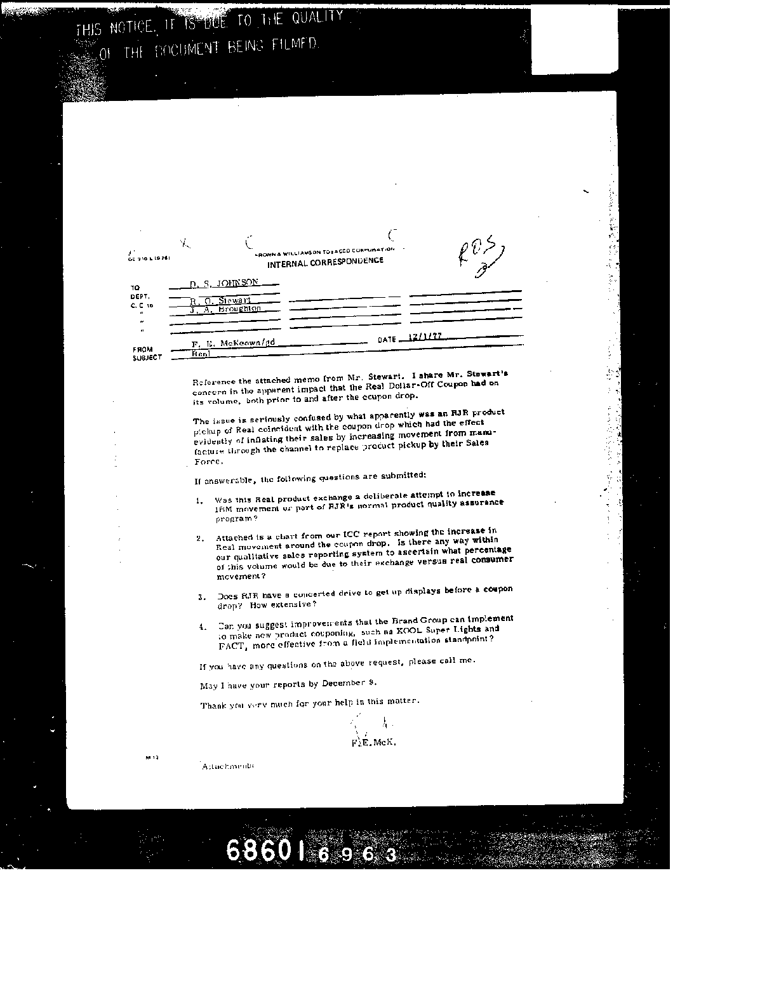 THIS NOTICE, IT IS DUE TO THE QUALITY
OF THE DOCUMENT BEING FILMED.
BROWN & WILLIAMSON TOBACCO CORPORATION
INTERNAL CORRESPONDENCE
TO D. S. JOHNSON
DEPT.
C. C. to R. O. Stewart
" J. A. Broughton
"
"
FROM F. E. McKeown/gd DATE 12/1/77
SUBJECT Real
Reference the attached memo from Mr. Stewart. I share Mr. Stewart's
concern in the apparent impact that the Real Dollar-Off Coupon had on
its volume, both prior to and after the coupon drop.
The issue is seriously confused by what apparently was an RJR product
pickup of Real coincident with the coupon drop which had the effect
evidently of inflating their sales by increasing movement from manu-
facture through the channel to replace product pickup by their Sales
Force.
If answerable, the following questions are submitted:
1. Was this Real product exchange a deliberate attempt to increase
movement or part of RJR's normal product quality assurance
program?
2. Attached is a chart from our ICC report showing the increase in
Real movement around the coupon drop. Is there any way within
our qualitative sales reporting system to ascertain what percentage
of this volume would be due to their exchange versus real consumer
movement?
3. Does RJR have a concerted drive to get up displays before a coupon
drop? How extensive?
4. Can you suggest improvements that the Brand Group can implement
to make new product couponing, such as KOOL Super Lights and
FACT, more effective from a field implementation standpoint?
If you have any questions on the above request, please call me.
May I have your reports by December 9.
Thank you very much for your help in this matter.
F. E. McK.
M-13
Attachments
68601 6963